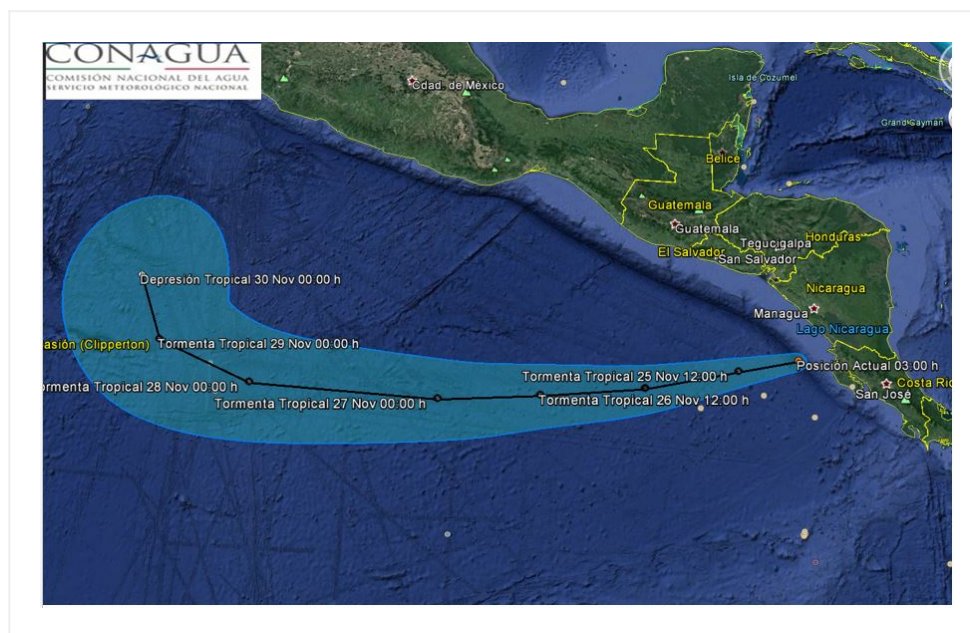 CONAGUA
COMISIÓN NACIONAL DEL AGUA
SERVICIO METEOROLÓGICO NACIONAL
Cdad. de México
Isla de Cozumel
Grand Cayman
Belice
Guatemala
Guatemala
Honduras
Tegucigalpa
El Salvador
San Salvador
Nicaragua
Managua
Lago Nicaragua
Depresión Tropical 30 Nov 00:00 h
asión (Clipperton)
Tormenta Tropical 29 Nov 00:00 h
Posición Actual 03:00 h
Tormenta Tropical 25 Nov 12:00 h
ormenta Tropical 28 Nov 00:00 h
Costa Ric
San José
Tormenta Tropical 26 Nov 12:00 h
Tormenta Tropical 27 Nov 00:00 h